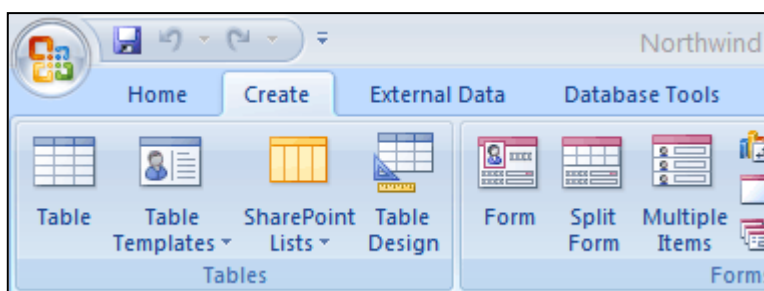 Northwind
Home Create External Data Database Tools
Table Table Templates SharePoint Lists Table Design Form Split Form Multiple Items
Tables Form